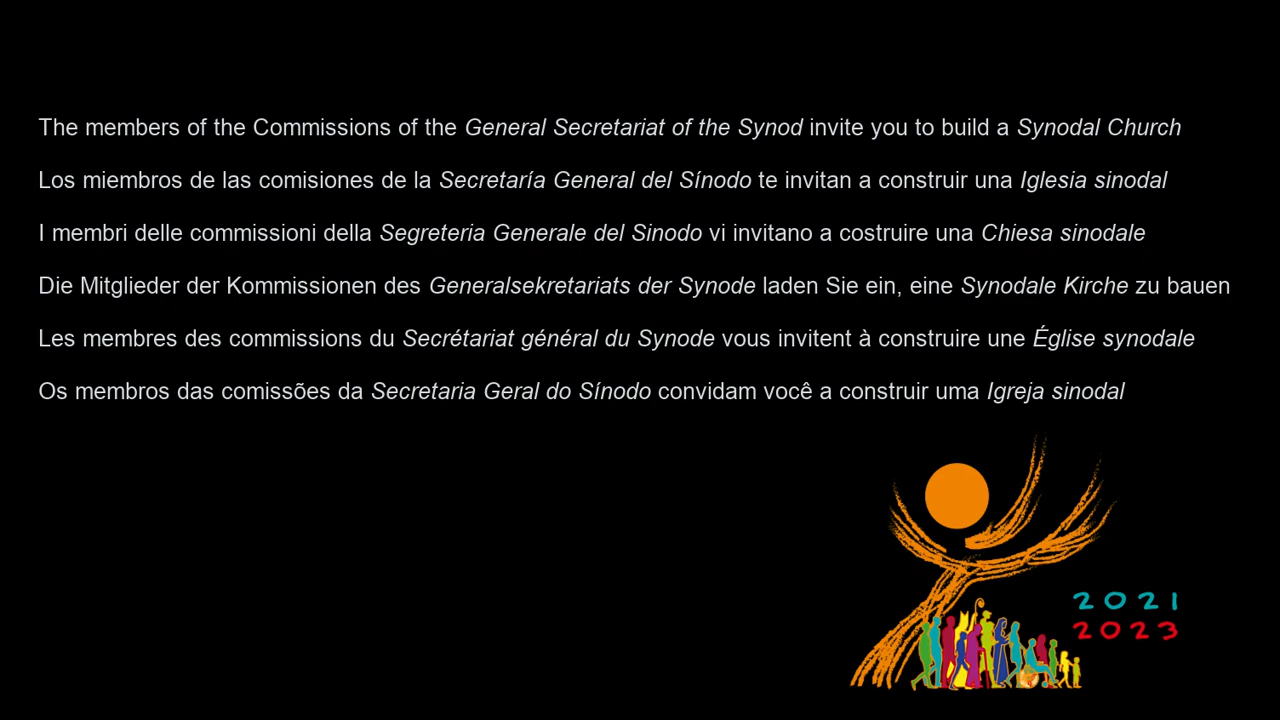 The members of the Commissions of the General Secretariat of the Synod invite you to build a Synodal Church
Los miembros de las comisiones de la Secretaría General del Sínodo te invitan a construir una Iglesia sinodal
I membri delle commissioni della Segreteria Generale del Sinodo vi invitano a costruire una Chiesa sinodale
Die Mitglieder der Kommissionen des Generalsekretariats der Synode laden Sie ein, eine Synodale Kirche zu bauen
Les membres des commissions du Secrétariat général du Synode vous invitent à construire une Église synodale
Os membros das comissões da Secretaria Geral do Sínodo convidam você a construir uma Igreja sinodal
2021
2023